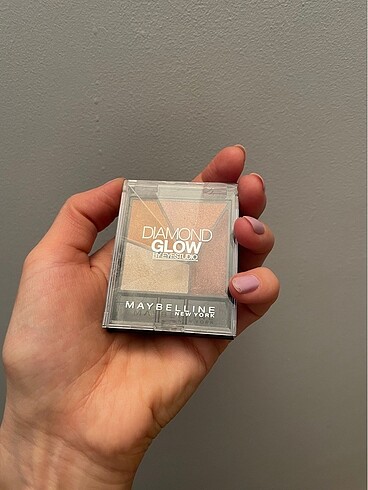 DIAMOND
GLOW
BY EYESTUDIO
MAYBELLINE
NEW YORK